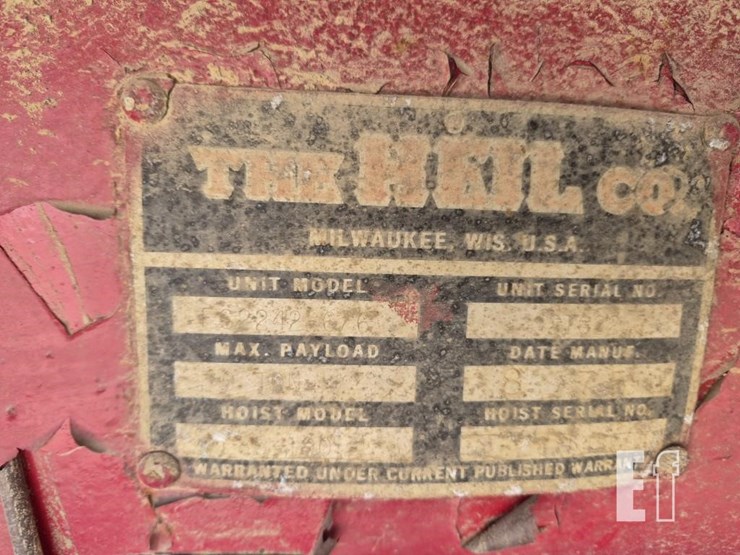 THE HEIL CO.
MILWAUKEE, WIS. U.S.A.
UNIT MODEL UNIT SERIAL NO.
MAX. PAYLOAD DATE MANUF.
HOIST MODEL HOIST SERIAL NO.
WARRANTED UNDER CURRENT PUBLISHED
Ef